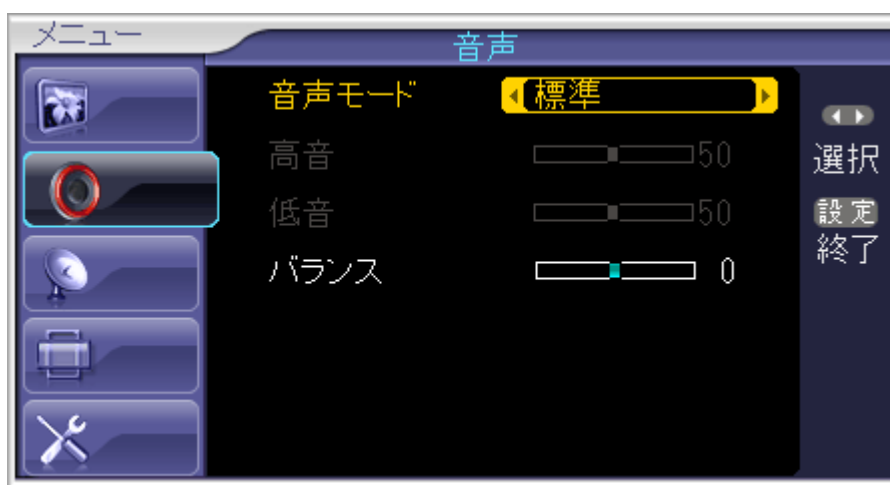 メニュー
音声
音声モード 標準
高音 50
低音 50
バランス 0
選択
設定
終了